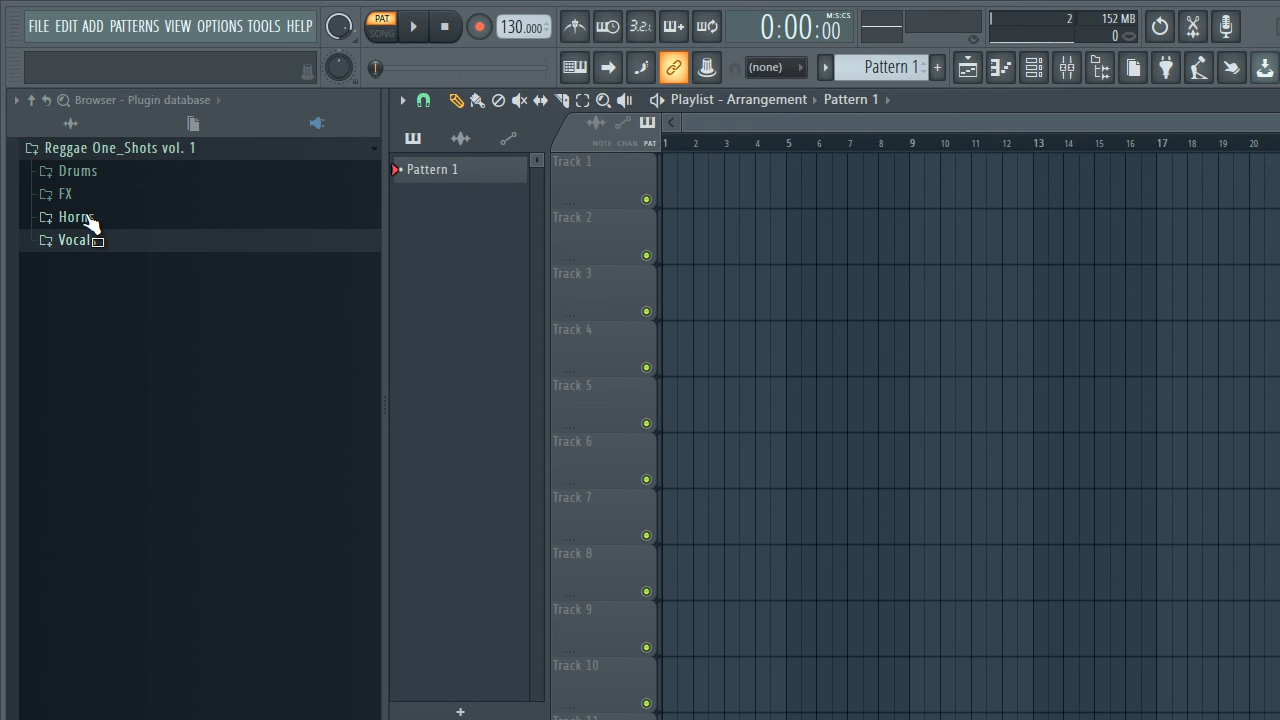 FILE EDIT ADD PATTERNS VIEW OPTIONS TOOLS HELP
PAT
SONG
130.000
3.2
0:00:00
M:S:CS
2
152 MB
0
(none)
Pattern 1
+
Browser - Plugin database
Playlist - Arrangement
Pattern 1
Reggae One_Shots vol. 1
Drums
FX
Horns
Vocal
NOTE CHAN PAT
1 2 3 4 5 6 7 8 9 10 11 12 13 14 15 16 17 18 19 20
Pattern 1
Track 1
Track 2
Track 3
Track 4
Track 5
Track 6
Track 7
Track 8
Track 9
Track 10
+